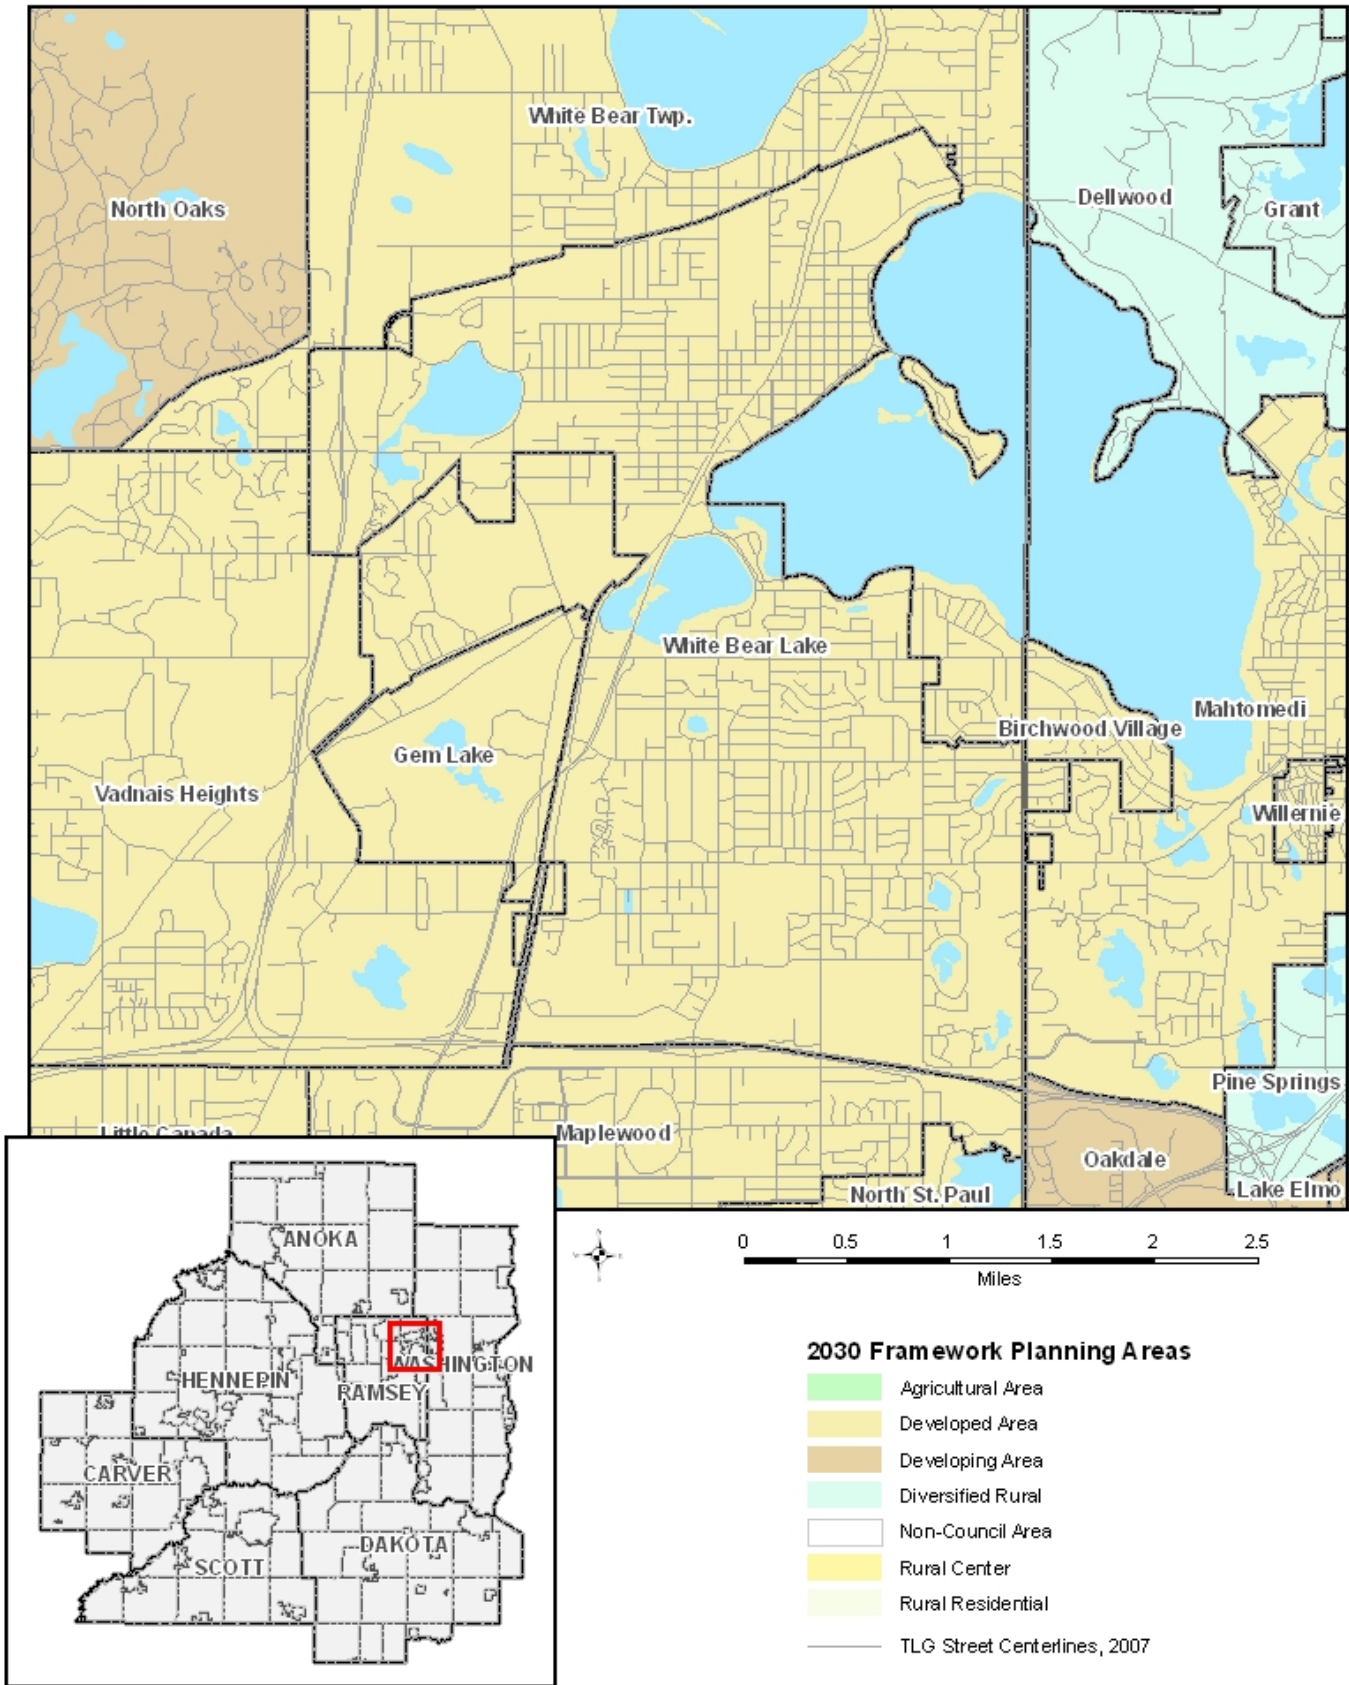 White Bear Twp.
North Oaks
Dellwood
Grant
White Bear Lake
Mahtomedi
Birchwood Village
Gem Lake
Vadnais Heights
Willernie
Pine Springs
Little Canada
Maplewood
Oakdale
North St. Paul
Lake Elmo
ANOKA
WASHINGTON
HENNEPIN
RAMSEY
CARVER
DAKOTA
SCOTT
0 0.5 1 1.5 2 2.5
Miles
2030 Framework Planning Areas
Agricultural Area
Developed Area
Developing Area
Diversified Rural
Non-Council Area
Rural Center
Rural Residential
TLG Street Centerlines, 2007